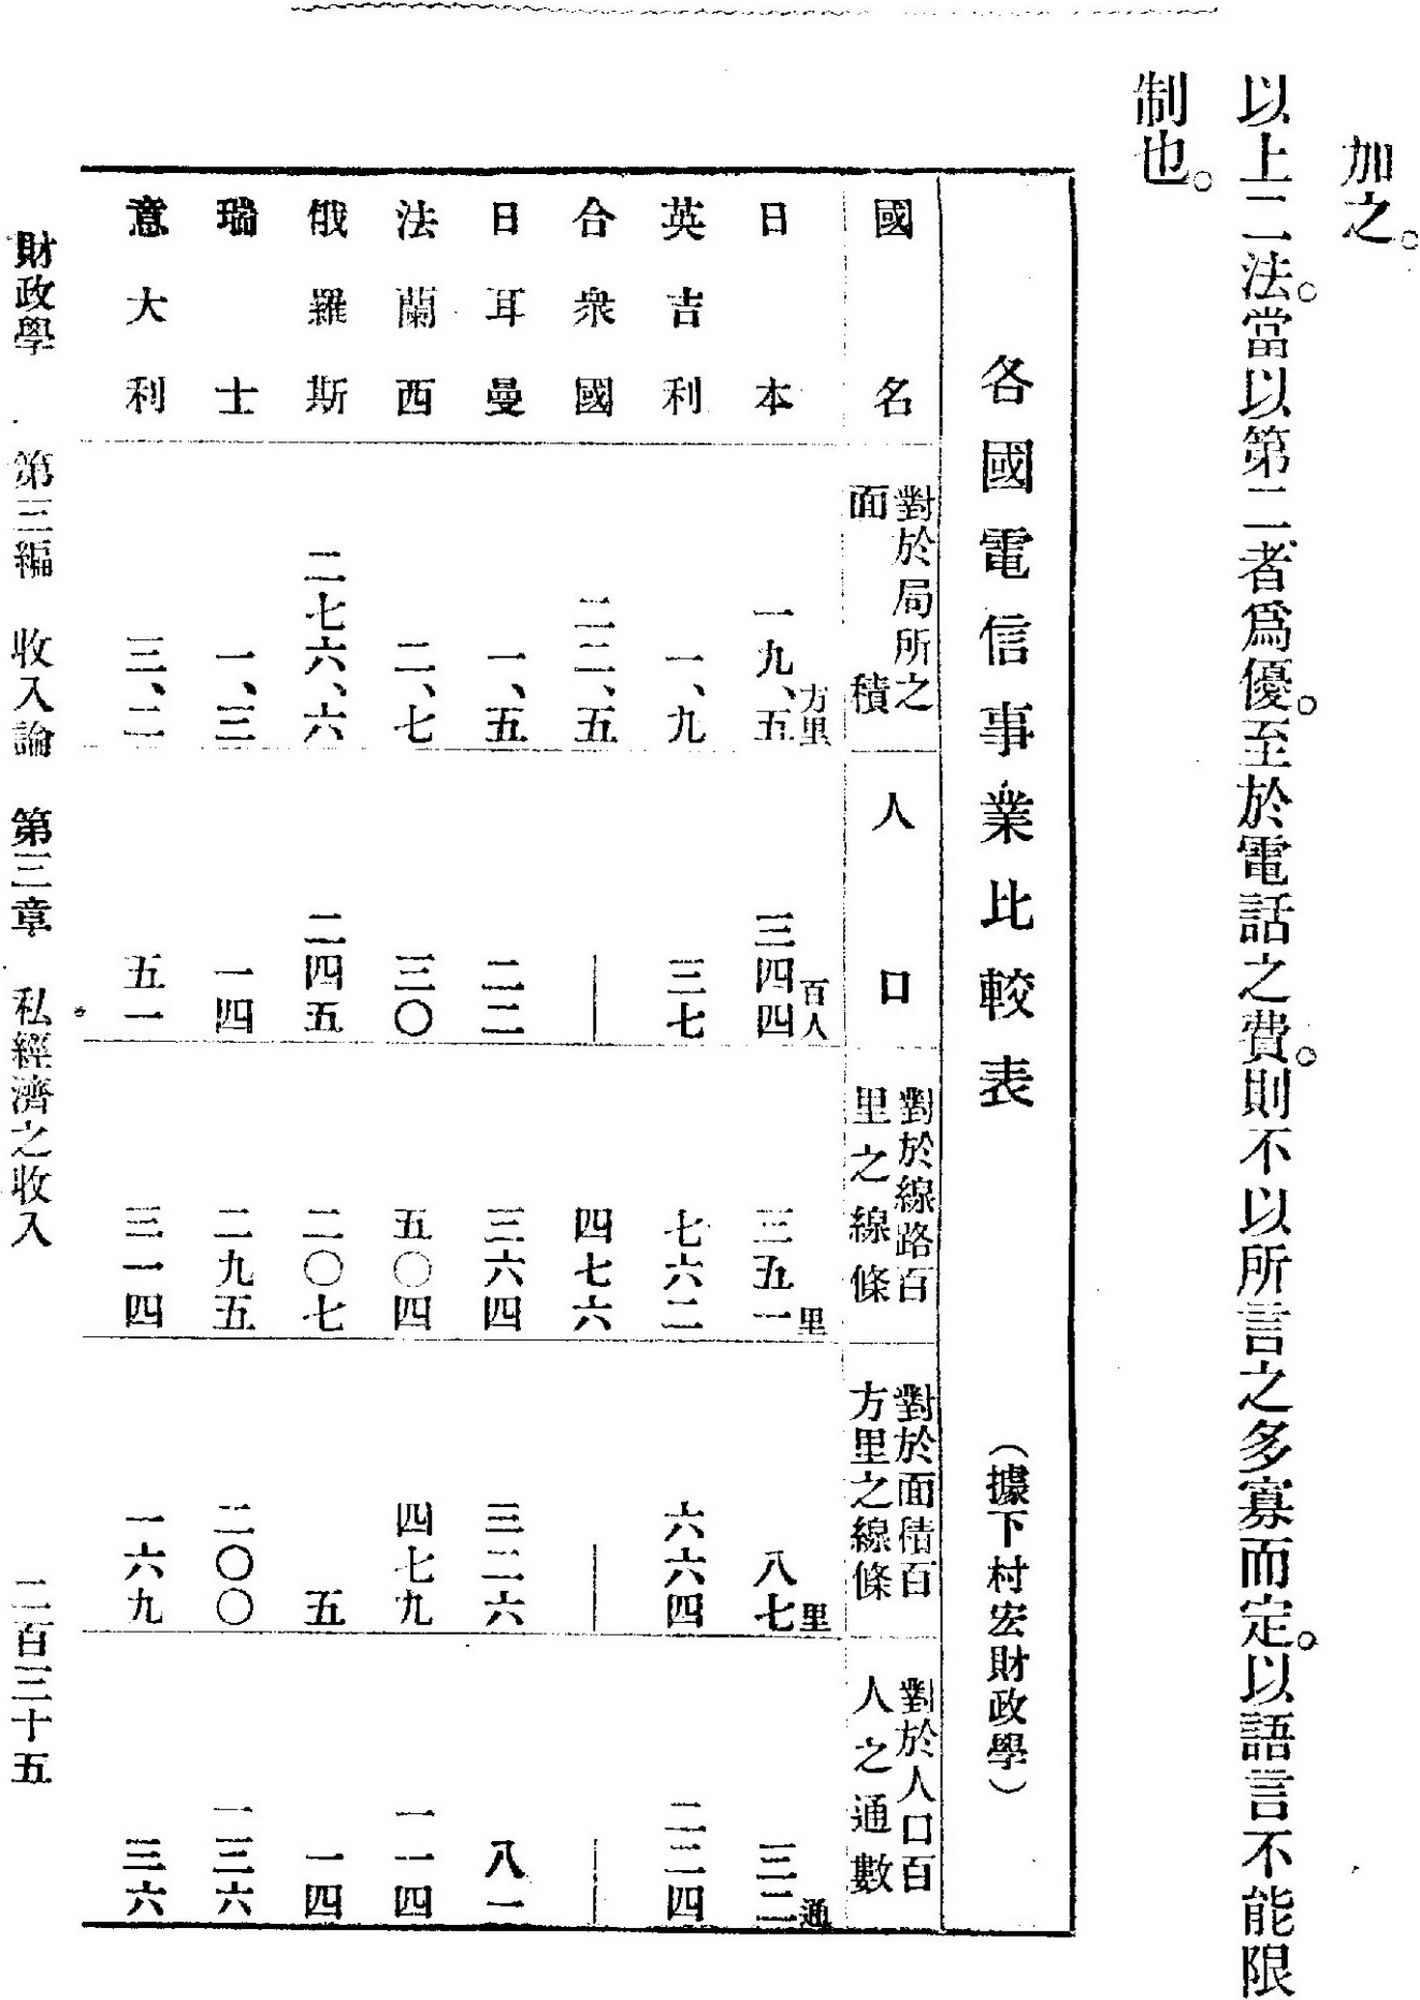 加之。
以上二法。當以第二者爲優。至於電話之費。則不以所言之多寡而定。以語言不能限
制也。
各國電信事業比較表　（據下村宏財政學）
國名　對於局所之面積　人口　對於線路百里之線條　對於面積百方里之線條　對於人口百人之通數
日本　一九、五方里　三四四百人　三五一里　八七里　三二通
英吉利　一、九　三七　七六二　六六四　二二四
合衆國　二二、五　｜　四七六　｜　｜
日耳曼　一、五　二二　三六四　三二六　八一
法蘭西　二、七　三〇　五〇四　四七九　一一四
俄羅斯　二七六、六　二四五　二〇七　五　一四
瑞士　一、三　一四　二九五　二〇〇　一三六
意大利　三、二　五一　三一四　一六九　三六
財政學　第三編　收入論　第三章　私經濟之收入　二百三十五